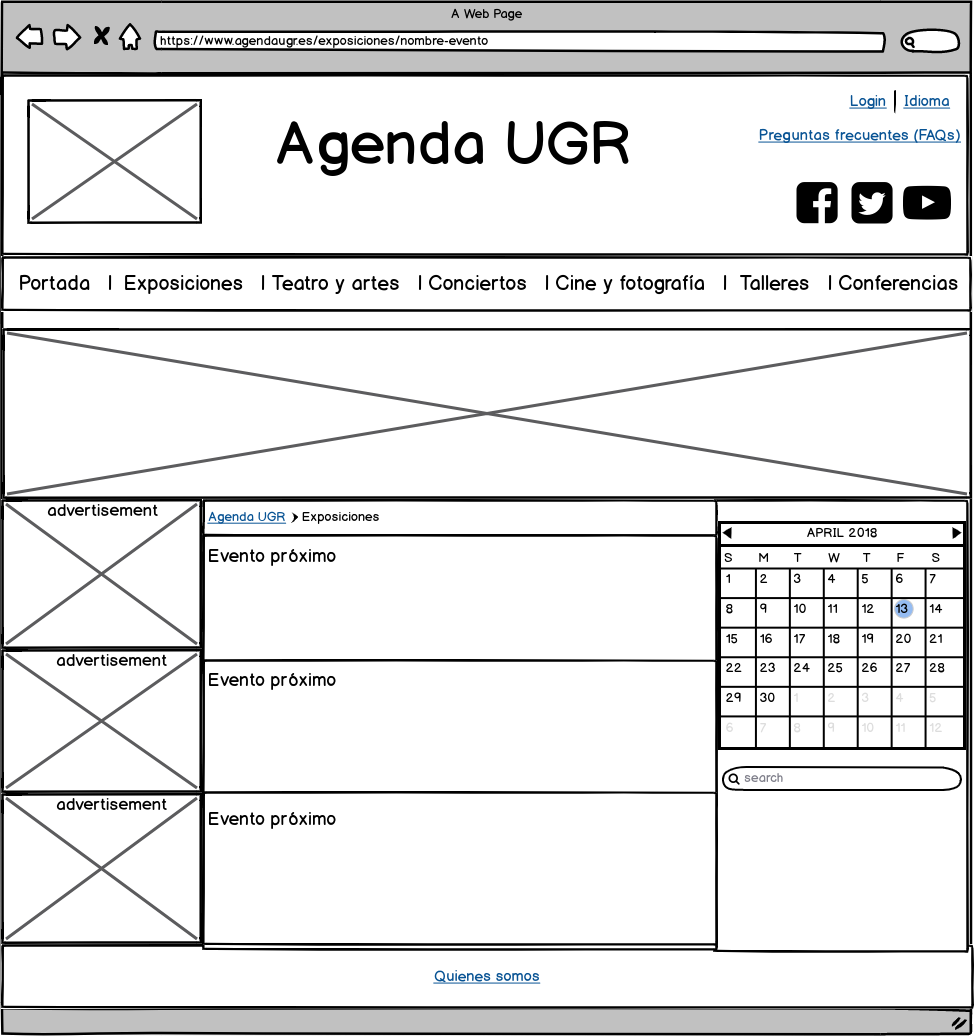 A Web Page
https://www.agendaugr.es/exposiciones/nombre-evento
Login | Idioma
Agenda UGR
Preguntas frecuentes (FAQs)
Portada | Exposiciones | Teatro y artes | Conciertos | Cine y fotografía | Talleres | Conferencias
advertisement
advertisement
advertisement
Agenda UGR > Exposiciones
Evento próximo
Evento próximo
Evento próximo
APRIL 2018
S M T W T F S
1 2 3 4 5 6 7
8 9 10 11 12 13 14
15 16 17 18 19 20 21
22 23 24 25 26 27 28
29 30 1 2 3 4 5
6 7 8 9 10 11 12
search
Quienes somos